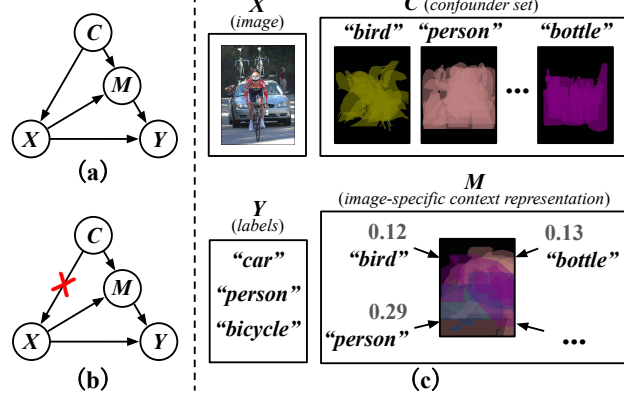 C
M
X
Y
(a)
C
M
X
Y
(b)
X
(image)
C
(confounder set)
“bird”
“person”
“bottle”
...
Y
(labels)
“car”
“person”
“bicycle”
M
(image-specific context representation)
0.12
“bird”
0.13
“bottle”
0.29
“person”
...
(c)